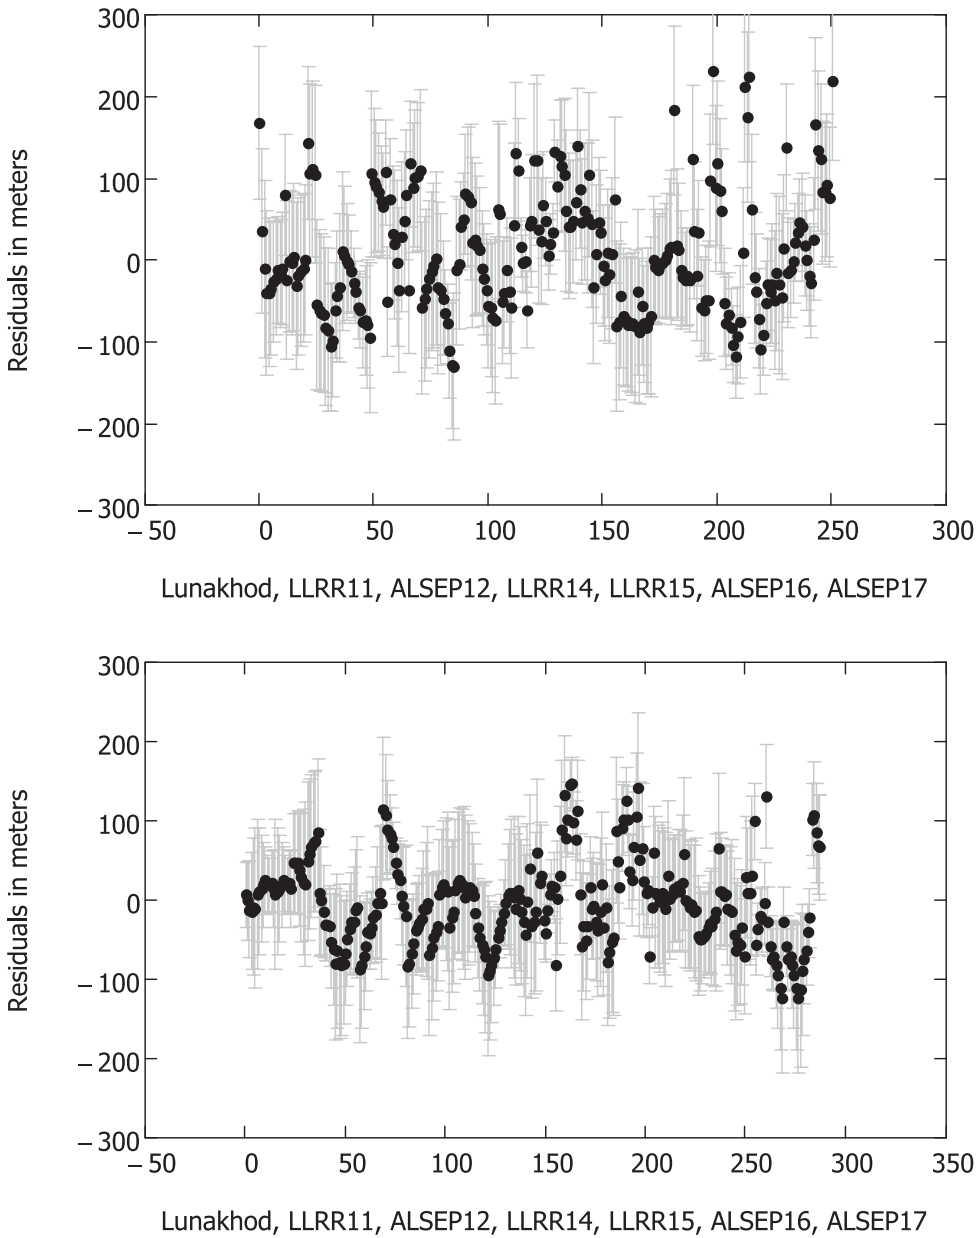 300
200
100
0
−100
−200
−300
Residuals in meters
−50 0 50 100 150 200 250 300
Lunakhod, LLRR11, ALSEP12, LLRR14, LLRR15, ALSEP16, ALSEP17
300
200
100
0
−100
−200
−300
Residuals in meters
−50 0 50 100 150 200 250 300 350
Lunakhod, LLRR11, ALSEP12, LLRR14, LLRR15, ALSEP16, ALSEP17